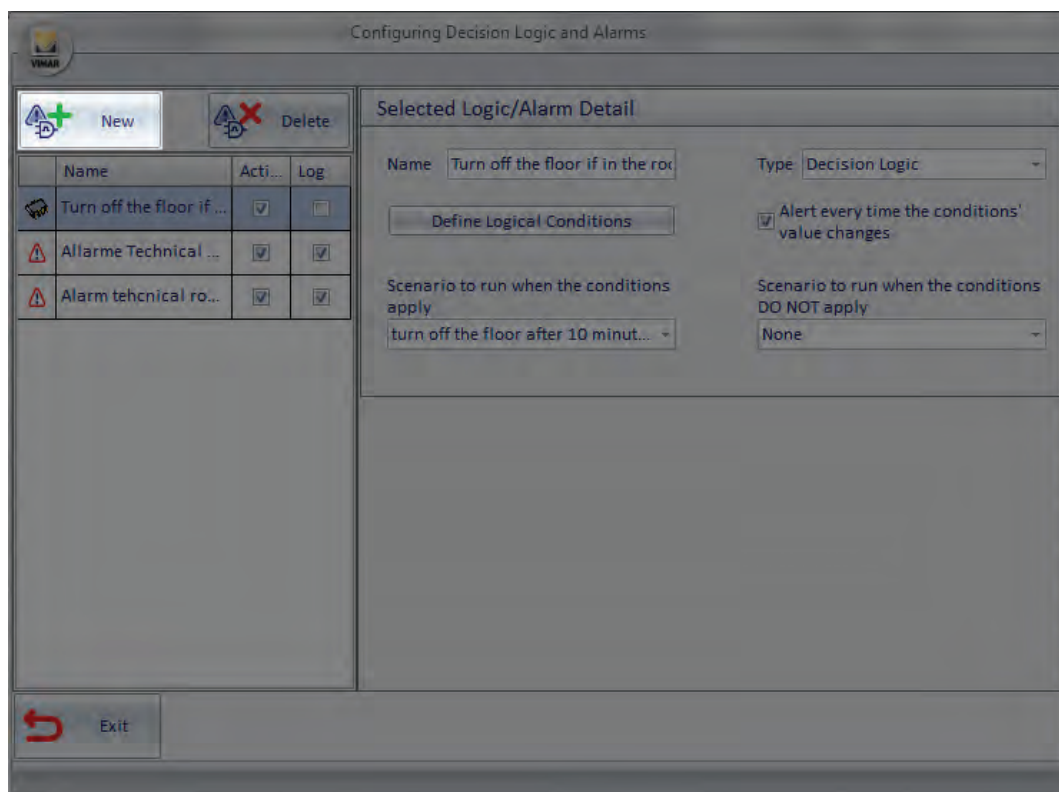 Configuring Decision Logic and Alarms
VIMAR
New
Delete
Name Acti... Log
Turn off the floor if ...
Allarme Technical ...
Alarm tehcnical ro...
Selected Logic/Alarm Detail
Name Turn off the floor if in the roo
Type Decision Logic
Define Logical Conditions
Alert every time the conditions'
value changes
Scenario to run when the conditions
apply
turn off the floor after 10 minut...
Scenario to run when the conditions
DO NOT apply
None
Exit